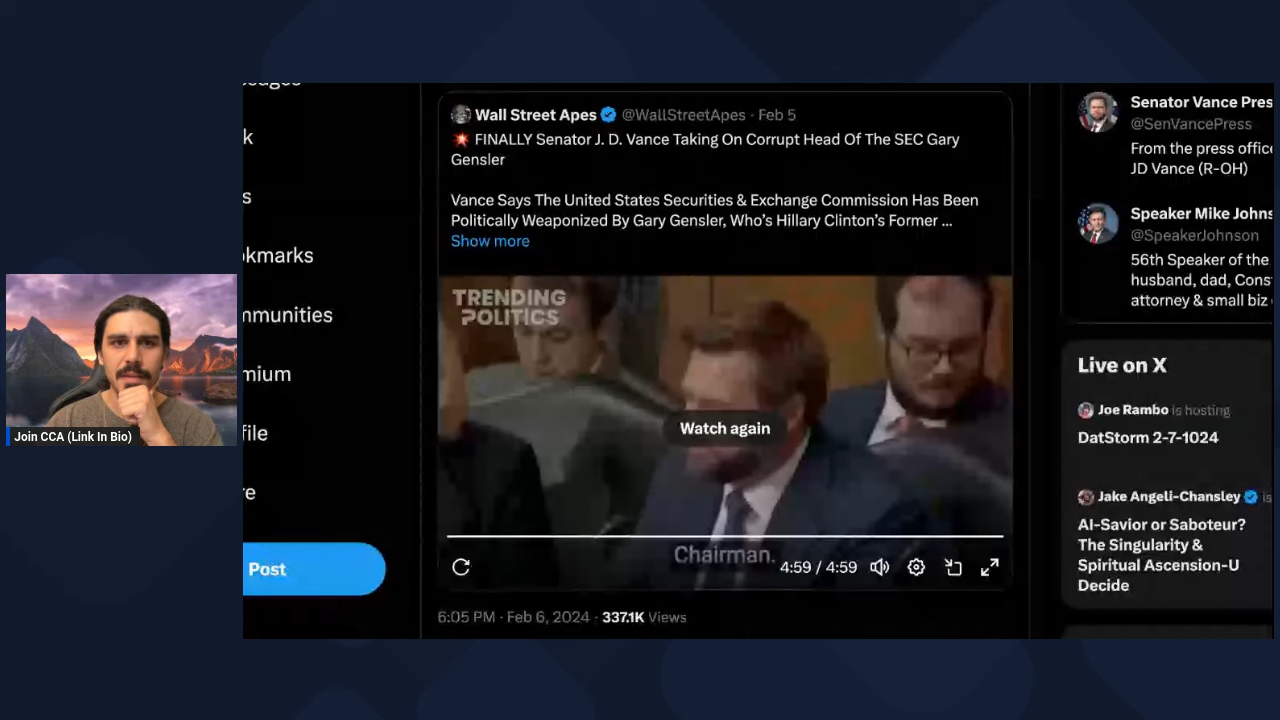 Wall Street Apes @WallStreetApes · Feb 5
💥 FINALLY Senator J. D. Vance Taking On Corrupt Head Of The SEC Gary
Gensler
Vance Says The United States Securities & Exchange Commission Has Been
Politically Weaponized By Gary Gensler, Who's Hillary Clinton's Former ...
Show more
TRENDING
POLITICS
Watch again
Chairman.
4:59 / 4:59
6:05 PM · Feb 6, 2024 · 337.1K Views
k
s
okmarks
nmunities
mium
file
e
Post
Join CCA (Link In Bio)
Senator Vance Pres
@SenVancePress
From the press office
JD Vance (R-OH)
Speaker Mike Johns
@SpeakerJohnson
56th Speaker of the
husband, dad, Cons
attorney & small biz
Live on X
Joe Rambo is hosting
DatStorm 2-7-1024
Jake Angeli-Chansley is
AI-Savior or Saboteur?
The Singularity &
Spiritual Ascension-U
Decide